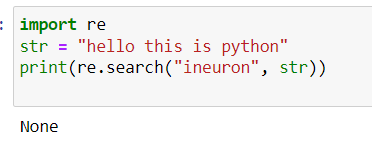 :
import re
str = "hello this is python"
print(re.search("ineuron", str))
None